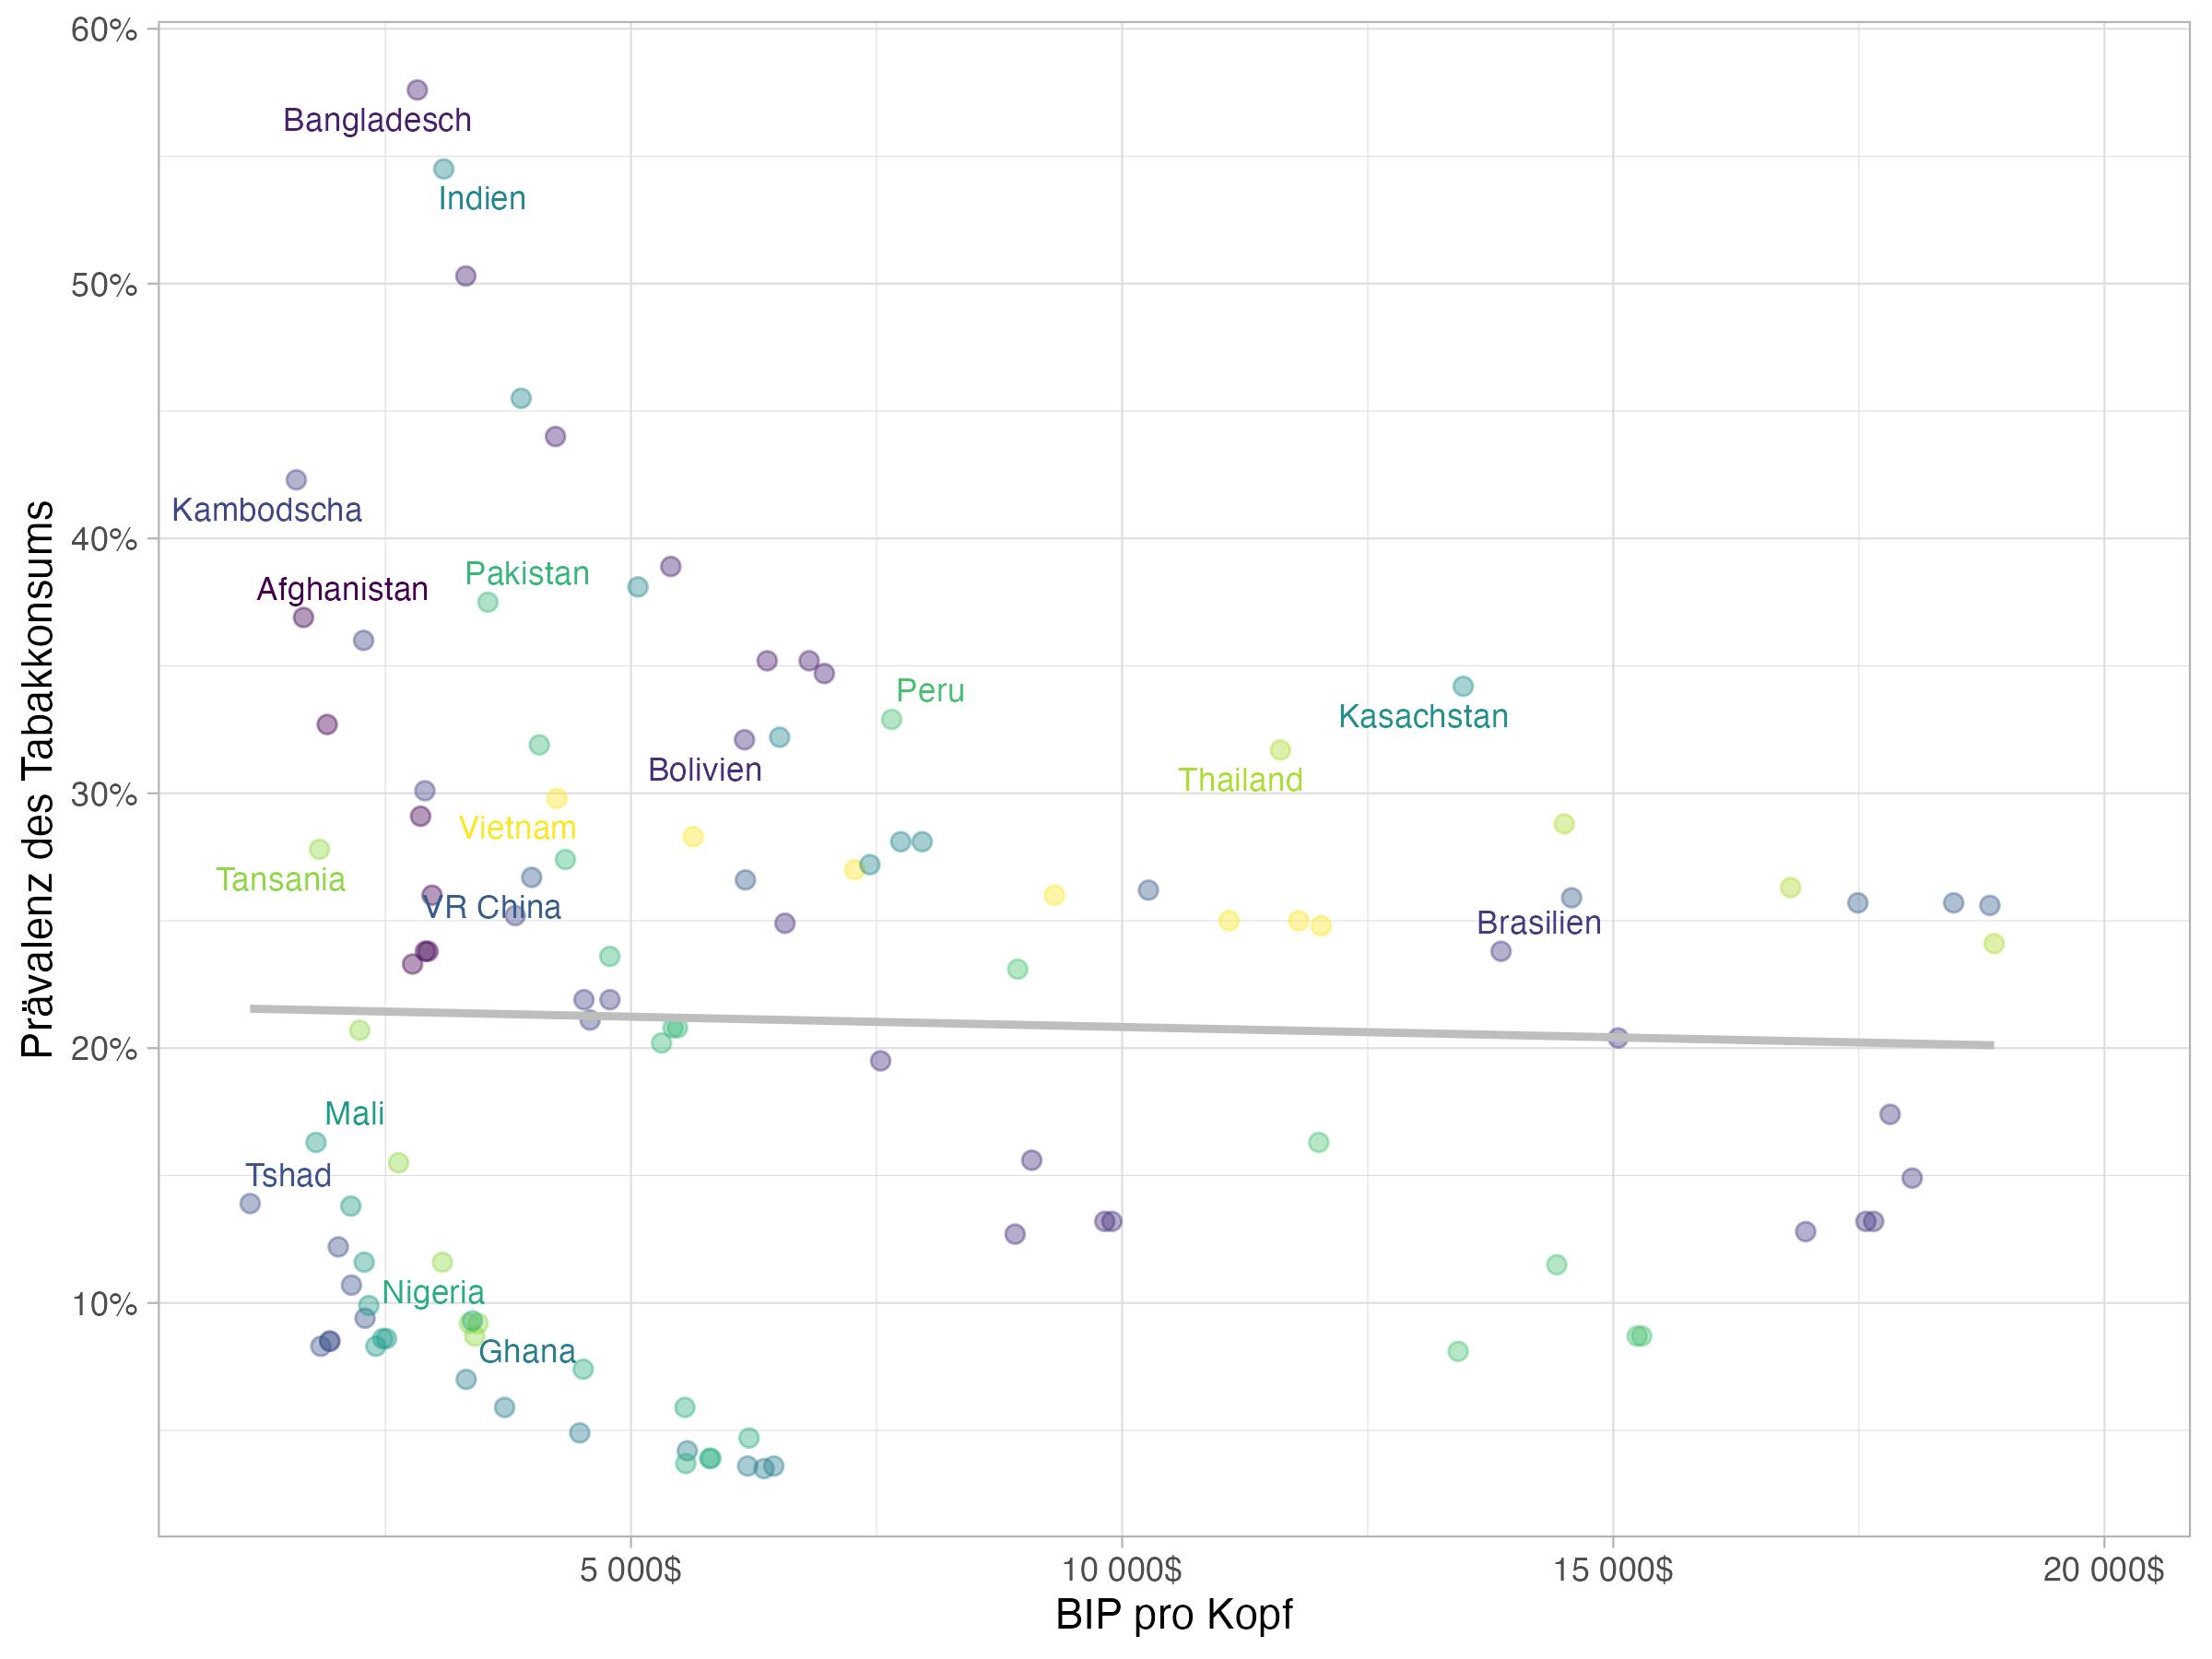 60%
Bangladesch
Indien
50%
Kambodscha
40%
Pakistan
Afghanistan
Peru
Kasachstan
Bolivien
Thailand
30%
Vietnam
Tansania
VR China
Brasilien
20%
Mali
Tshad
10%
Nigeria
Ghana
Prävalenz des Tabakkonsums
5 000$ 10 000$ 15 000$ 20 000$
BIP pro Kopf